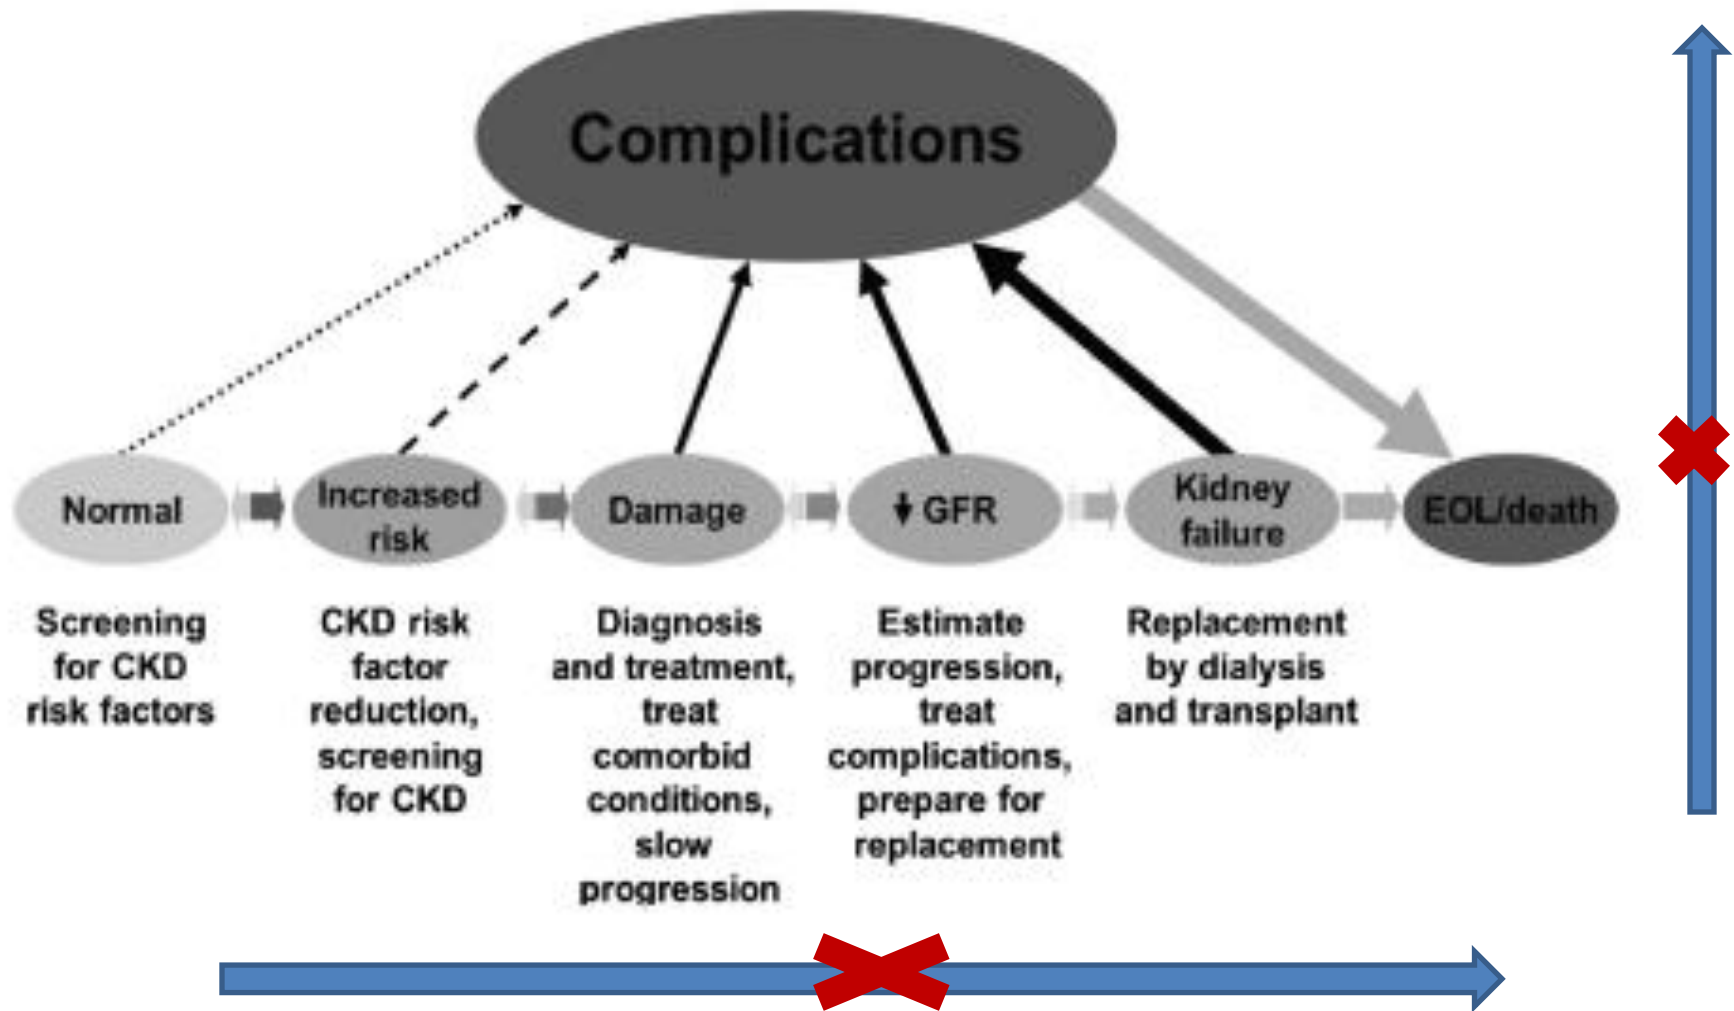 Complications
Normal
Increased
risk
Damage
GFR
Kidney
failure
EOL/death
Screening
for CKD
risk factors
CKD risk
factor
reduction,
screening
for CKD
Diagnosis
and treatment,
treat
comorbid
conditions,
slow
progression
Estimate
progression,
treat
complications,
prepare for
replacement
Replacement
by dialysis
and transplant